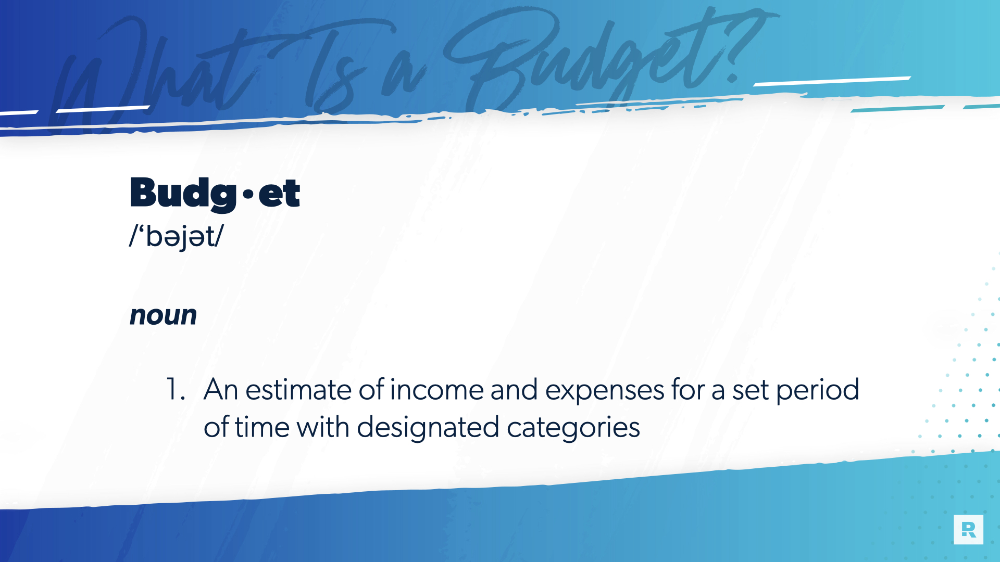 What Is a Budget?
Budg·et
/‘bəjət/
noun
1. An estimate of income and expenses for a set period
of time with designated categories
R